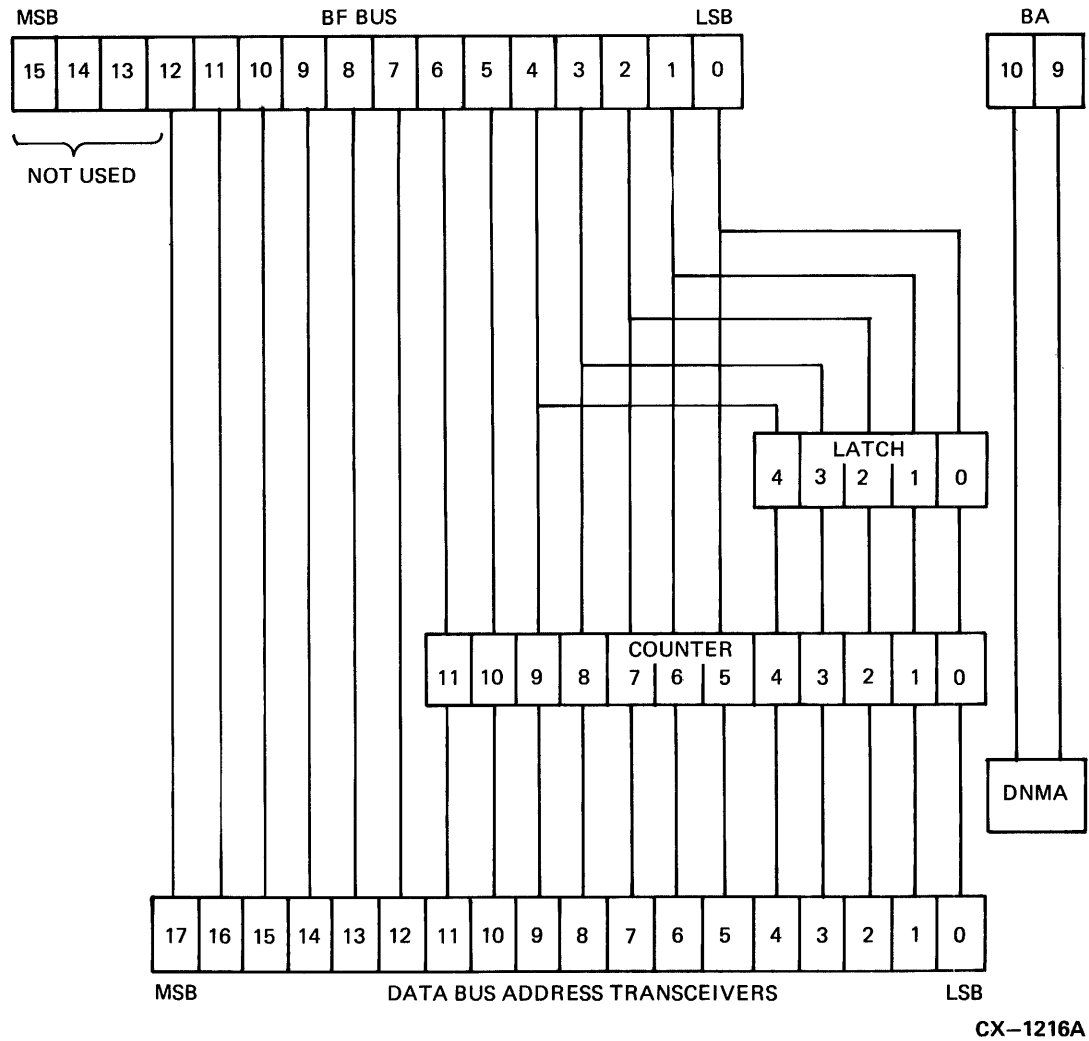 MSB BF BUS LSB BA
15 14 13 12 11 10 9 8 7 6 5 4 3 2 1 0 10 9
NOT USED
LATCH
4 3 2 1 0
COUNTER
11 10 9 8 7 6 5 4 3 2 1 0
DNMA
17 16 15 14 13 12 11 10 9 8 7 6 5 4 3 2 1 0
MSB DATA BUS ADDRESS TRANSCEIVERS LSB
CX–1216A